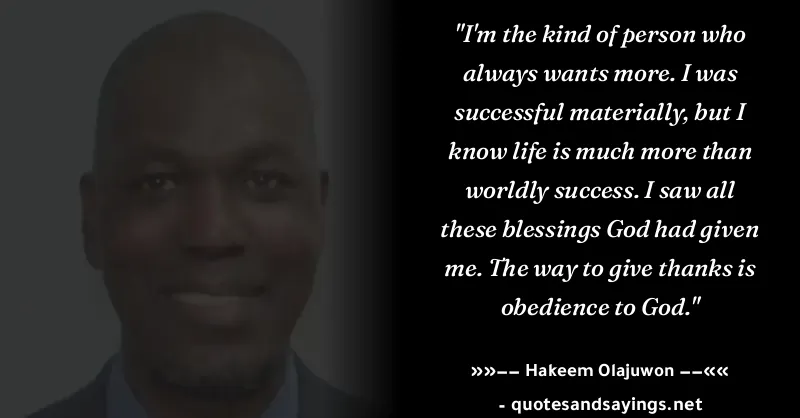 "I'm the kind of person who
always wants more. I was
successful materially, but I
know life is much more than
worldly success. I saw all
these blessings God had given
me. The way to give thanks is
obedience to God."
»»–– Hakeem Olajuwon ––««
- quotesandsayings.net